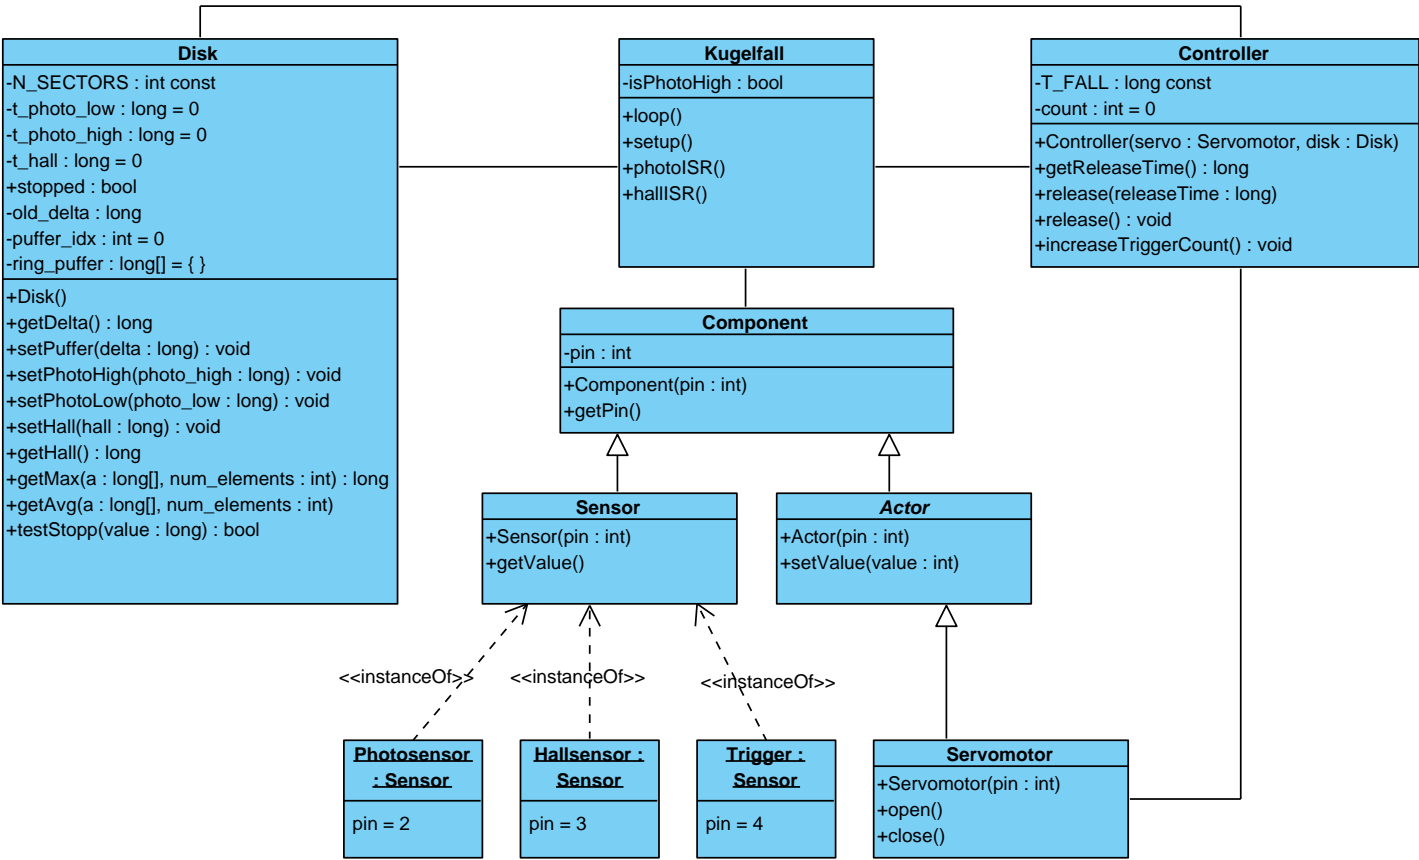 Disk
-N_SECTORS : int const
-t_photo_low : long = 0
-t_photo_high : long = 0
-t_hall : long = 0
+stopped : bool
-old_delta : long
-puffer_idx : int = 0
-ring_puffer : long[] = { }
+Disk()
+getDelta() : long
+setPuffer(delta : long) : void
+setPhotoHigh(photo_high : long) : void
+setPhotoLow(photo_low : long) : void
+setHall(hall : long) : void
+getHall() : long
+getMax(a : long[], num_elements : int) : long
+getAvg(a : long[], num_elements : int)
+testStopp(value : long) : bool
Kugelfall
-isPhotoHigh : bool
+loop()
+setup()
+photoISR()
+hallISR()
Controller
-T_FALL : long const
-count : int = 0
+Controller(servo : Servomotor, disk : Disk)
+getReleaseTime() : long
+release(releaseTime : long)
+release() : void
+increaseTriggerCount() : void
Component
-pin : int
+Component(pin : int)
+getPin()
Sensor
+Sensor(pin : int)
+getValue()
Actor
+Actor(pin : int)
+setValue(value : int)
<<instanceOf>>
<<instanceOf>>
<<instanceOf>>
Photosensor
: Sensor
pin = 2
Hallsensor :
Sensor
pin = 3
Trigger :
Sensor
pin = 4
Servomotor
+Servomotor(pin : int)
+open()
+close()